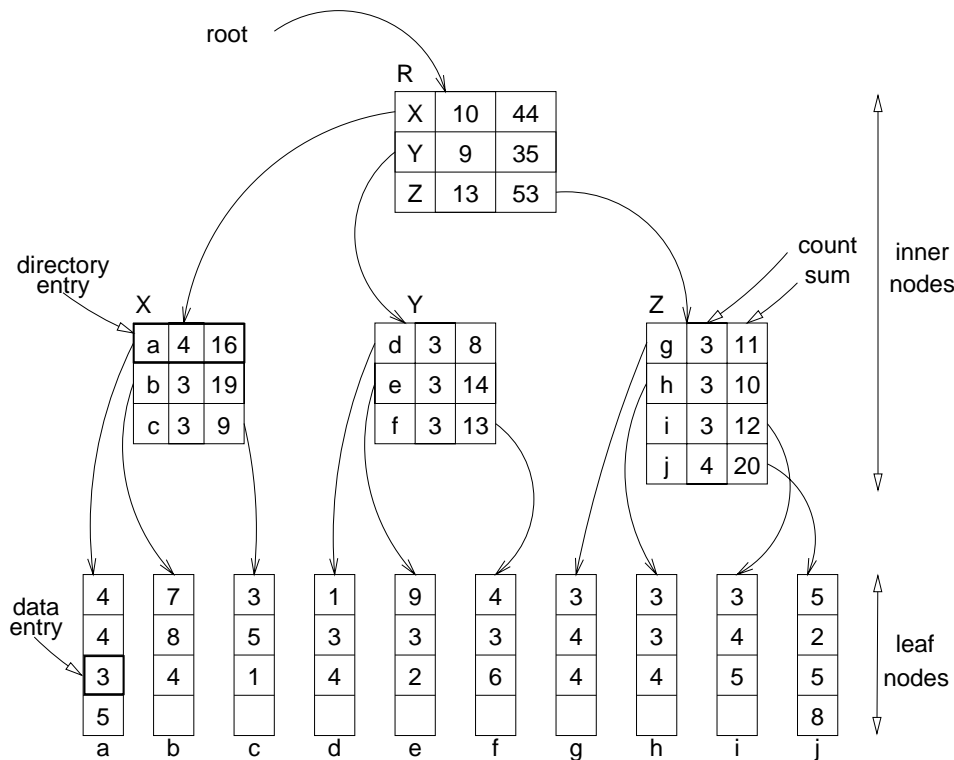 root
R
X 10 44
Y 9 35
Z 13 53
count
sum
inner
nodes
directory
entry
X
a 4 16
b 3 19
c 3 9
Y
d 3 8
e 3 14
f 3 13
Z
g 3 11
h 3 10
i 3 12
j 4 20
data
entry
4 7 3 1 9 4 3 3 3 5
4 8 5 3 3 3 4 3 4 2
3 4 1 4 2 6 4 4 5 5
5 8
a b c d e f g h i j
leaf
nodes